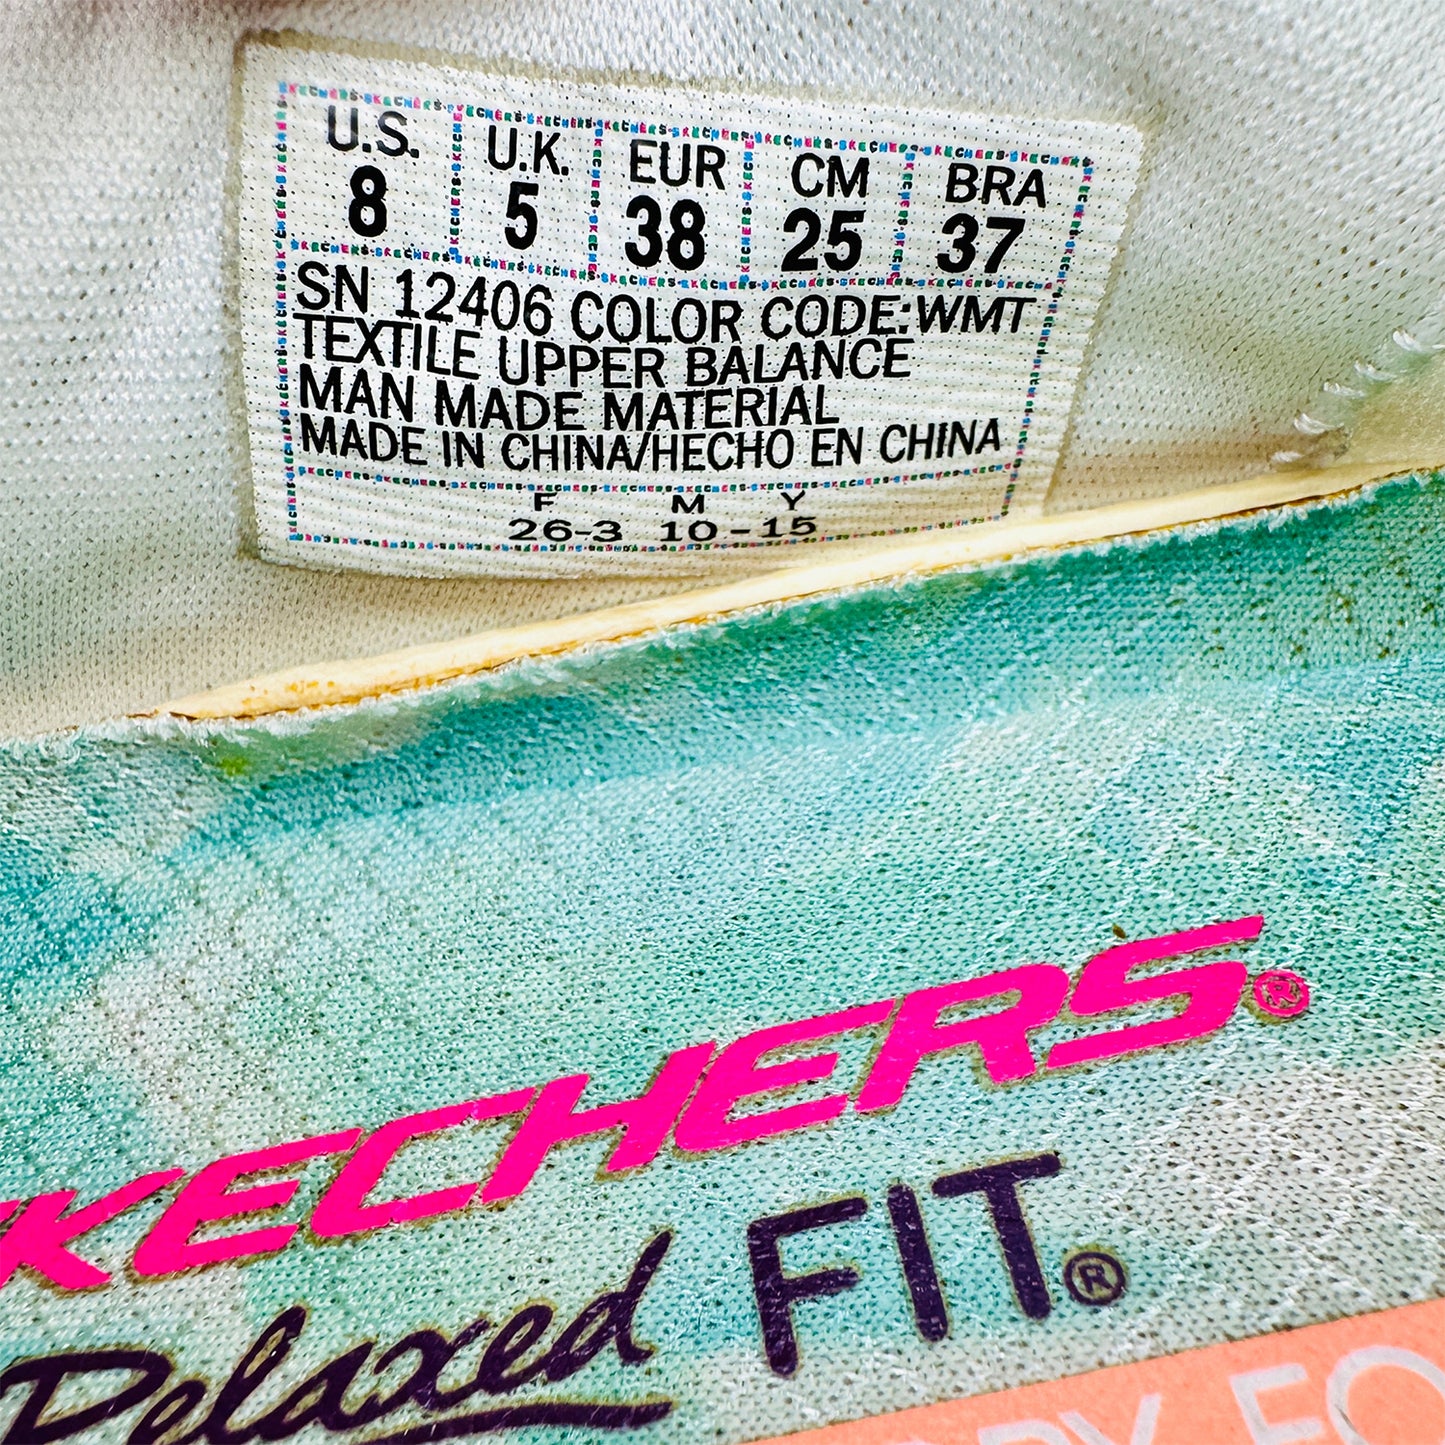 U.S. U.K. EUR CM BRA
8 5 38 25 37
SN 12406 COLOR CODE:WMT
TEXTILE UPPER BALANCE
MAN MADE MATERIAL
MADE IN CHINA/HECHO EN CHINA
F M Y
26-3 10-15
SKECHERS®
Relaxed FIT®